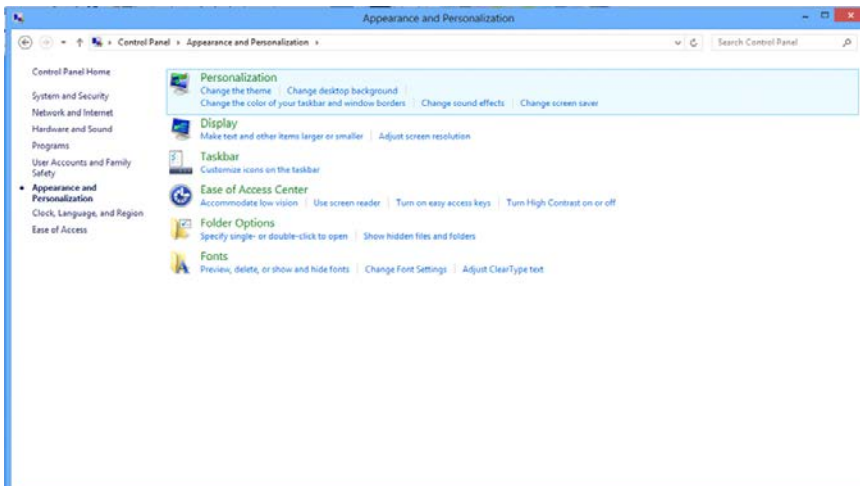 Appearance and Personalization
Control Panel Appearance and Personalization
Search Control Panel
Control Panel Home
System and Security
Network and Internet
Hardware and Sound
Programs
User Accounts and Family
Safety
Appearance and
Personalization
Clock, Language, and Region
Ease of Access
Personalization
Change the theme Change desktop background
Change the color of your taskbar and window borders Change sound effects Change screen saver
Display
Make text and other items larger or smaller Adjust screen resolution
Taskbar
Customize icons on the taskbar
Ease of Access Center
Accommodate low vision Use screen reader Turn on easy access keys Turn High Contrast on or off
Folder Options
Specify single- or double-click to open Show hidden files and folders
Fonts
Preview, delete, or show and hide fonts Change Font Settings Adjust ClearType text